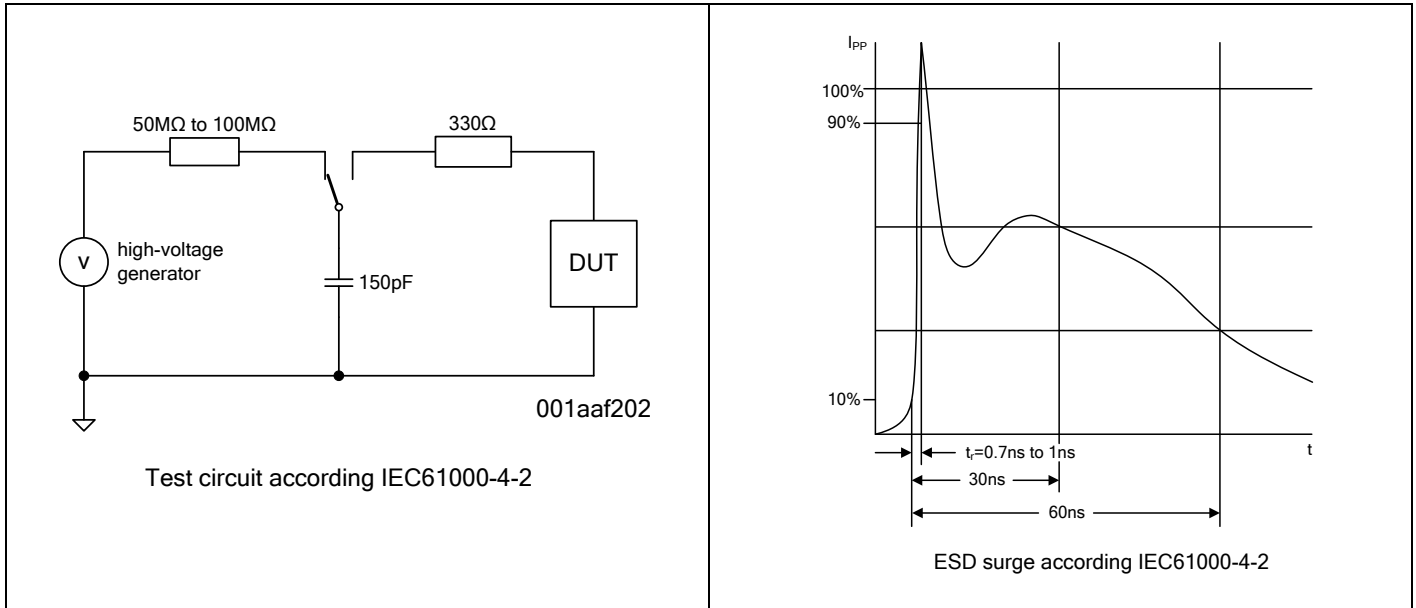 50MΩ to 100MΩ
330Ω
V
high-voltage
generator
150pF
DUT
001aaf202
Test circuit according IEC61000-4-2
IPP
100%
90%
10%
t
tr=0.7ns to 1ns
30ns
60ns
ESD surge according IEC61000-4-2